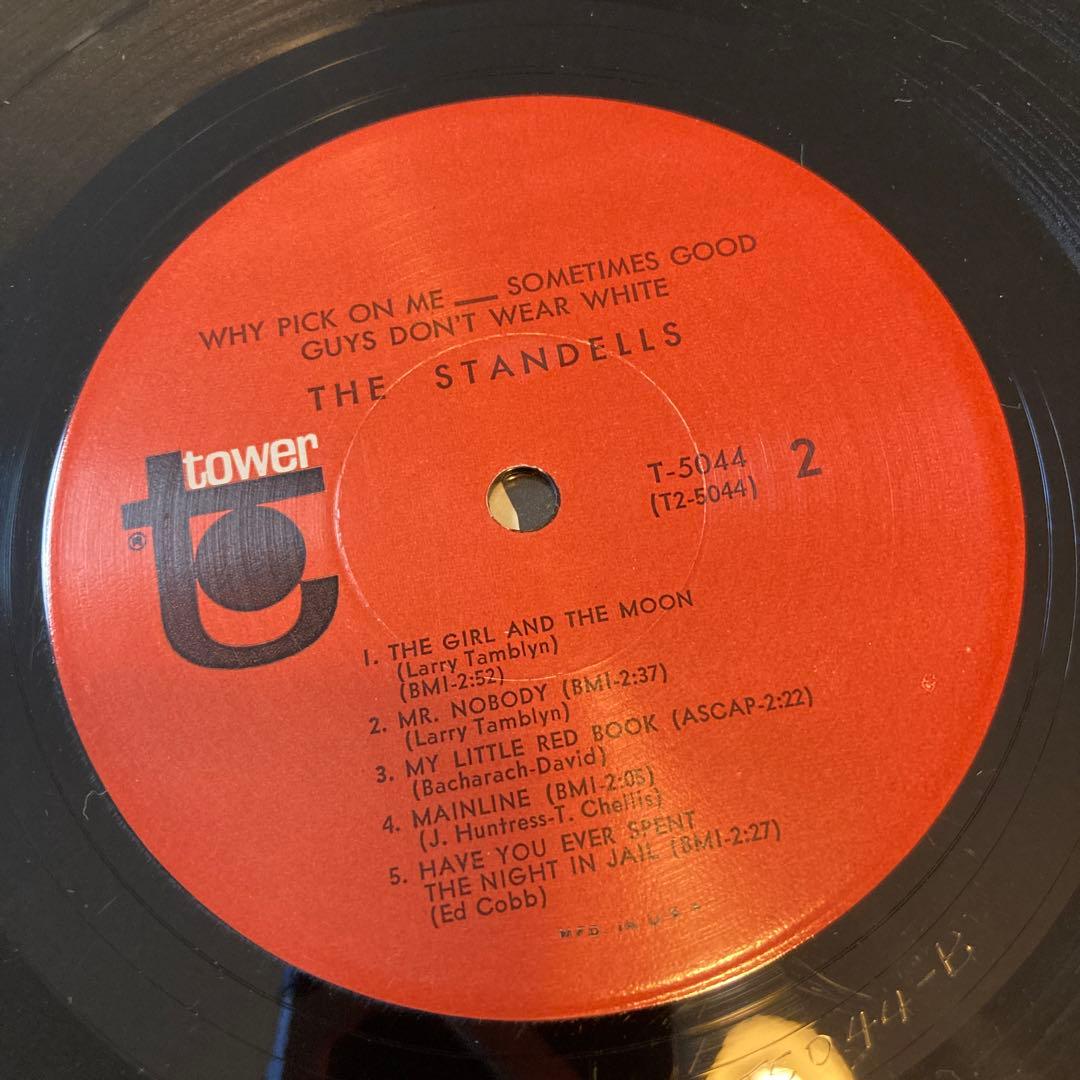 WHY PICK ON ME — SOMETIMES GOOD
GUYS DON'T WEAR WHITE
THE STANDELLS
tower
®
T-5044 2
(T2-5044)
1. THE GIRL AND THE MOON
(Larry Tamblyn)
(BMI-2:52)
2. MR. NOBODY (BMI-2:37)
(Larry Tamblyn)
3. MY LITTLE RED BOOK (ASCAP-2:22)
(Bacharach-David)
4. MAINLINE (BMI-2:05)
(J. Huntress-T. Chellis)
5. HAVE YOU EVER SPENT
THE NIGHT IN JAIL (BMI-2:27)
(Ed Cobb)
MFD. IN U.S.A.